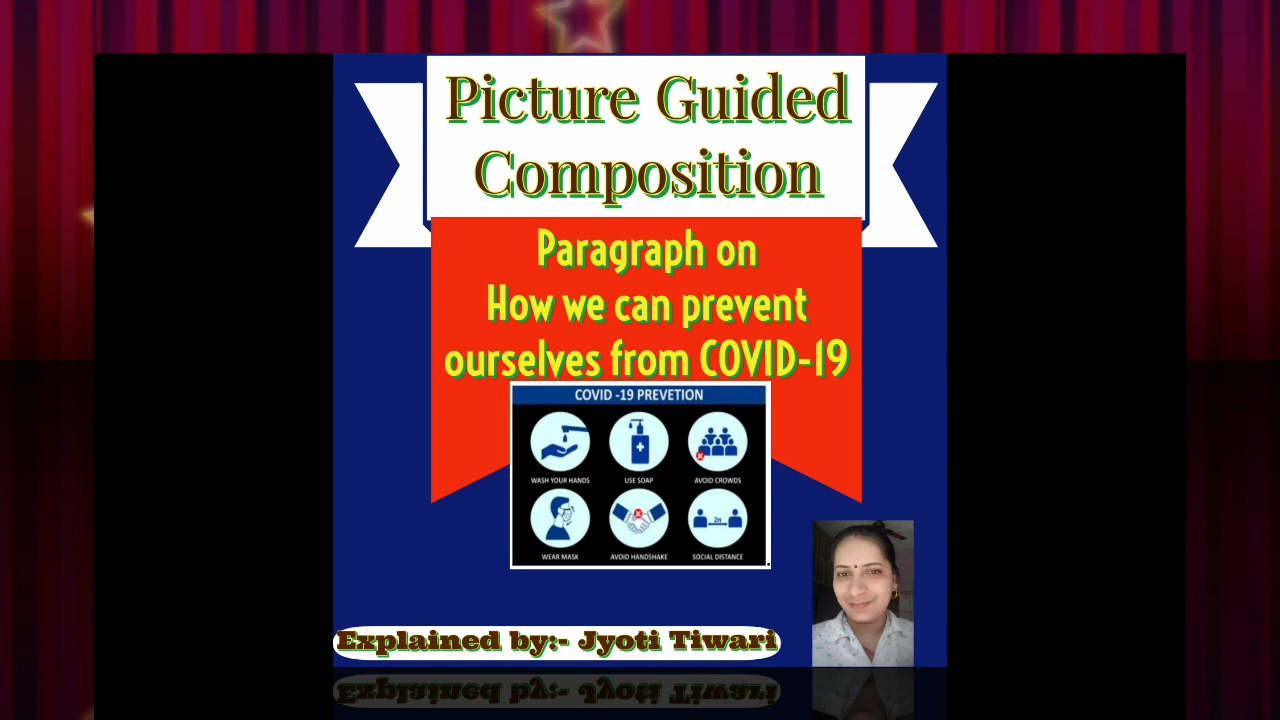 Picture Guided
Composition
Paragraph on
How we can prevent
ourselves from COVID-19
COVID -19 PREVETION
WASH YOUR HANDS
USE SOAP
AVOID CROWDS
2m
WEAR MASK
AVOID HANDSHAKE
SOCIAL DISTANCE
Explained by:- Jyoti Tiwari